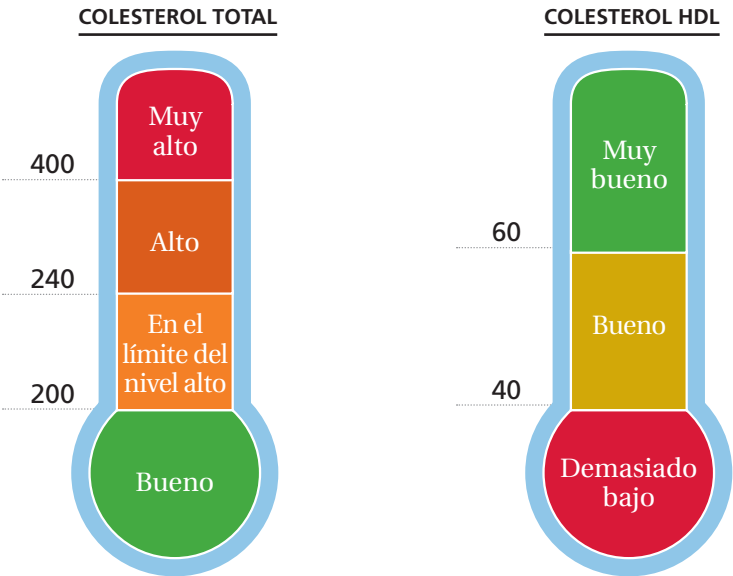 COLESTEROL TOTAL
Muy
alto
400
Alto
240
En el
límite del
nivel alto
200
Bueno
COLESTEROL HDL
Muy
bueno
60
Bueno
40
Demasiado
bajo